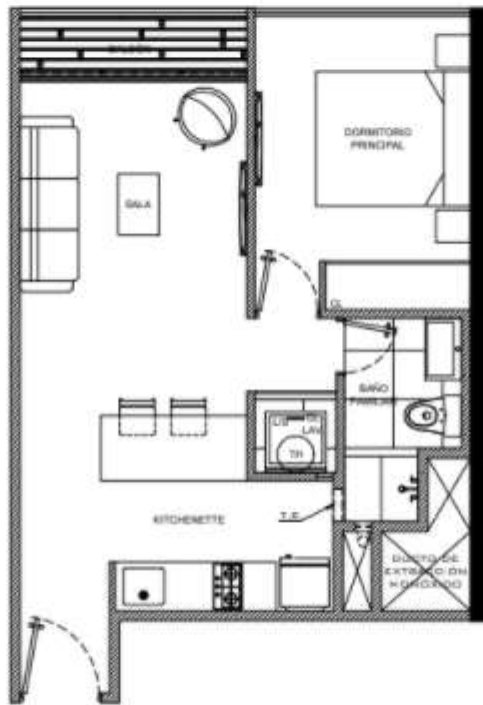 BALCÓN
DORMITORIO
PRINCIPAL
SALA
CL
BAÑO
FAMILIAR
LAV
TH
KITCHENETTE
T.E
DUCTO DE
EXTRACCIÓN
MONÓXIDO